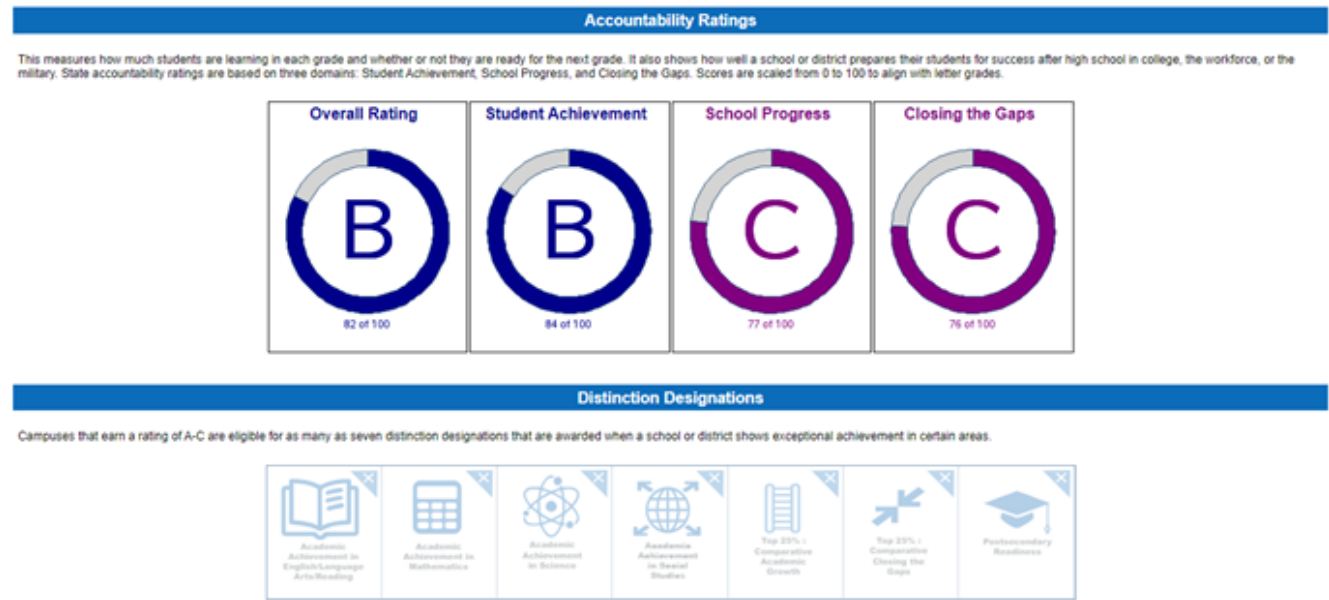 Accountability Ratings
This measures how much students are learning in each grade and whether or not they are ready for the next grade. It also shows how well a school or district prepares their students for success after high school in college, the workforce, or the
military. State accountability ratings are based on three domains: Student Achievement, School Progress, and Closing the Gaps. Scores are scaled from 0 to 100 to align with letter grades.
Overall Rating
B
82 of 100
Student Achievement
B
84 of 100
School Progress
C
77 of 100
Closing the Gaps
C
76 of 100
Distinction Designations
Campuses that earn a rating of A-C are eligible for as many as seven distinction designations that are awarded when a school or district shows exceptional achievement in certain areas.
Academic
Achievement in
English/Language
Arts/Reading
Academic
Achievement in
Mathematics
Academic
Achievement
in Science
Academic
Achievement
in Social
Studies
Top 25% :
Comparative
Academic
Growth
Top 25% :
Comparative
Closing the
Gaps
Postsecondary
Readiness